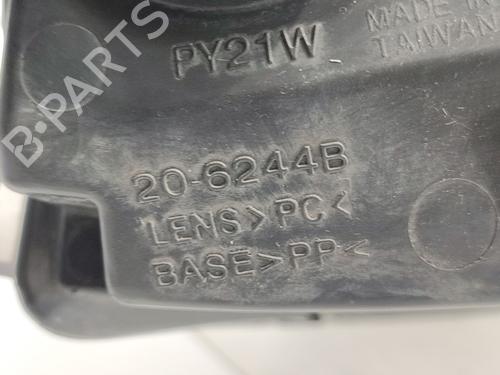 MADE IN
TAIWAN
PY21W
B-PARTS
20-6244B
LENS>PC<
BASE>PP<